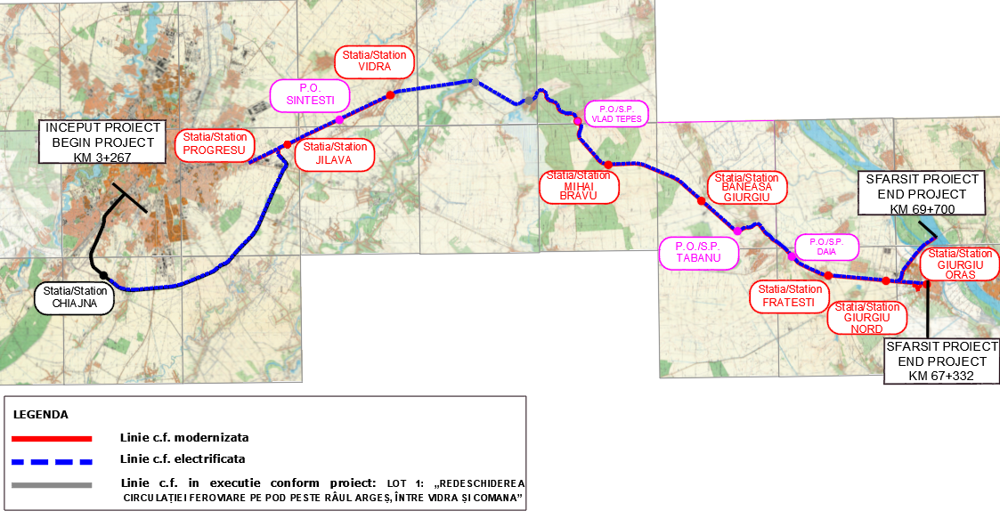 Statia/Station
VIDRA
P.O.
SINTESTI
P.O./S.P.
VLAD TEPES
INCEPUT PROIECT
BEGIN PROJECT
KM 3+267
Statia/Station
PROGRESU
Statia/Station
JILAVA
Statia/Station
MIHAI
BRAVU
Statia/Station
BANEASA
GIURGIU
SFARSIT PROIECT
END PROJECT
KM 69+700
P.O./S.P.
TABANU
P.O./S.P.
DAIA
Statia/Station
GIURGIU
ORAS
Statia/Station
CHIAJNA
Statia/Station
FRATESTI
Statia/Station
GIURGIU
NORD
SFARSIT PROIECT
END PROJECT
KM 67+332
LEGENDA
Linie c.f. modernizata
Linie c.f. electrificata
Linie c.f. in executie conform proiect: LOT 1: „REDESCHIDEREA
CIRCULAȚIEI FEROVIARE PE POD PESTE RÂUL ARGEȘ, ÎNTRE VIDRA ȘI COMANA”